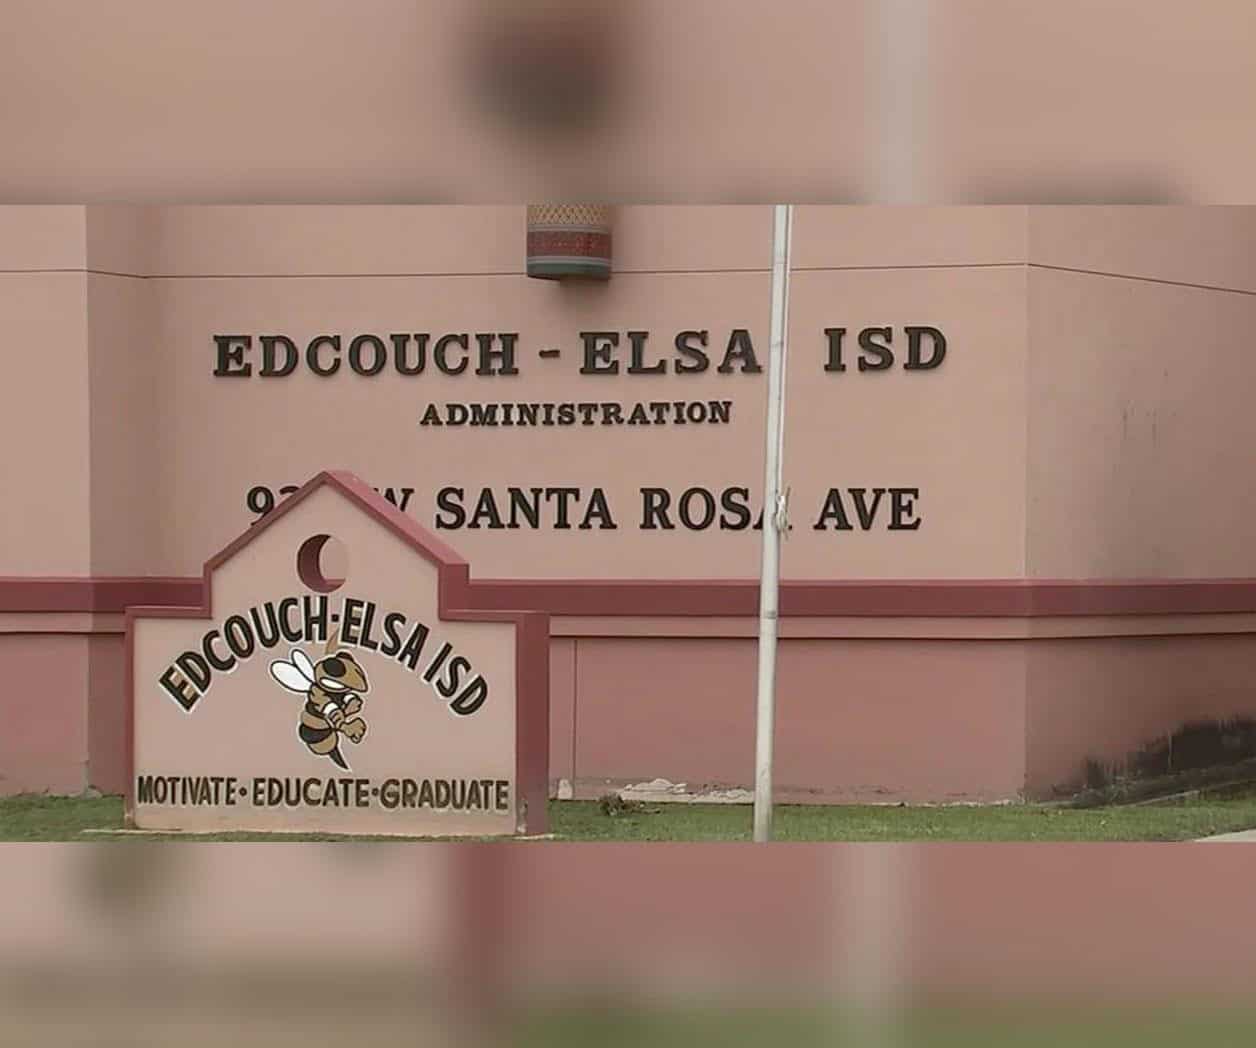 EDCOUCH - ELSA ISD
ADMINISTRATION
W SANTA ROSA AVE
EDCOUCH-ELSA ISD
MOTIVATE • EDUCATE • GRADUATE